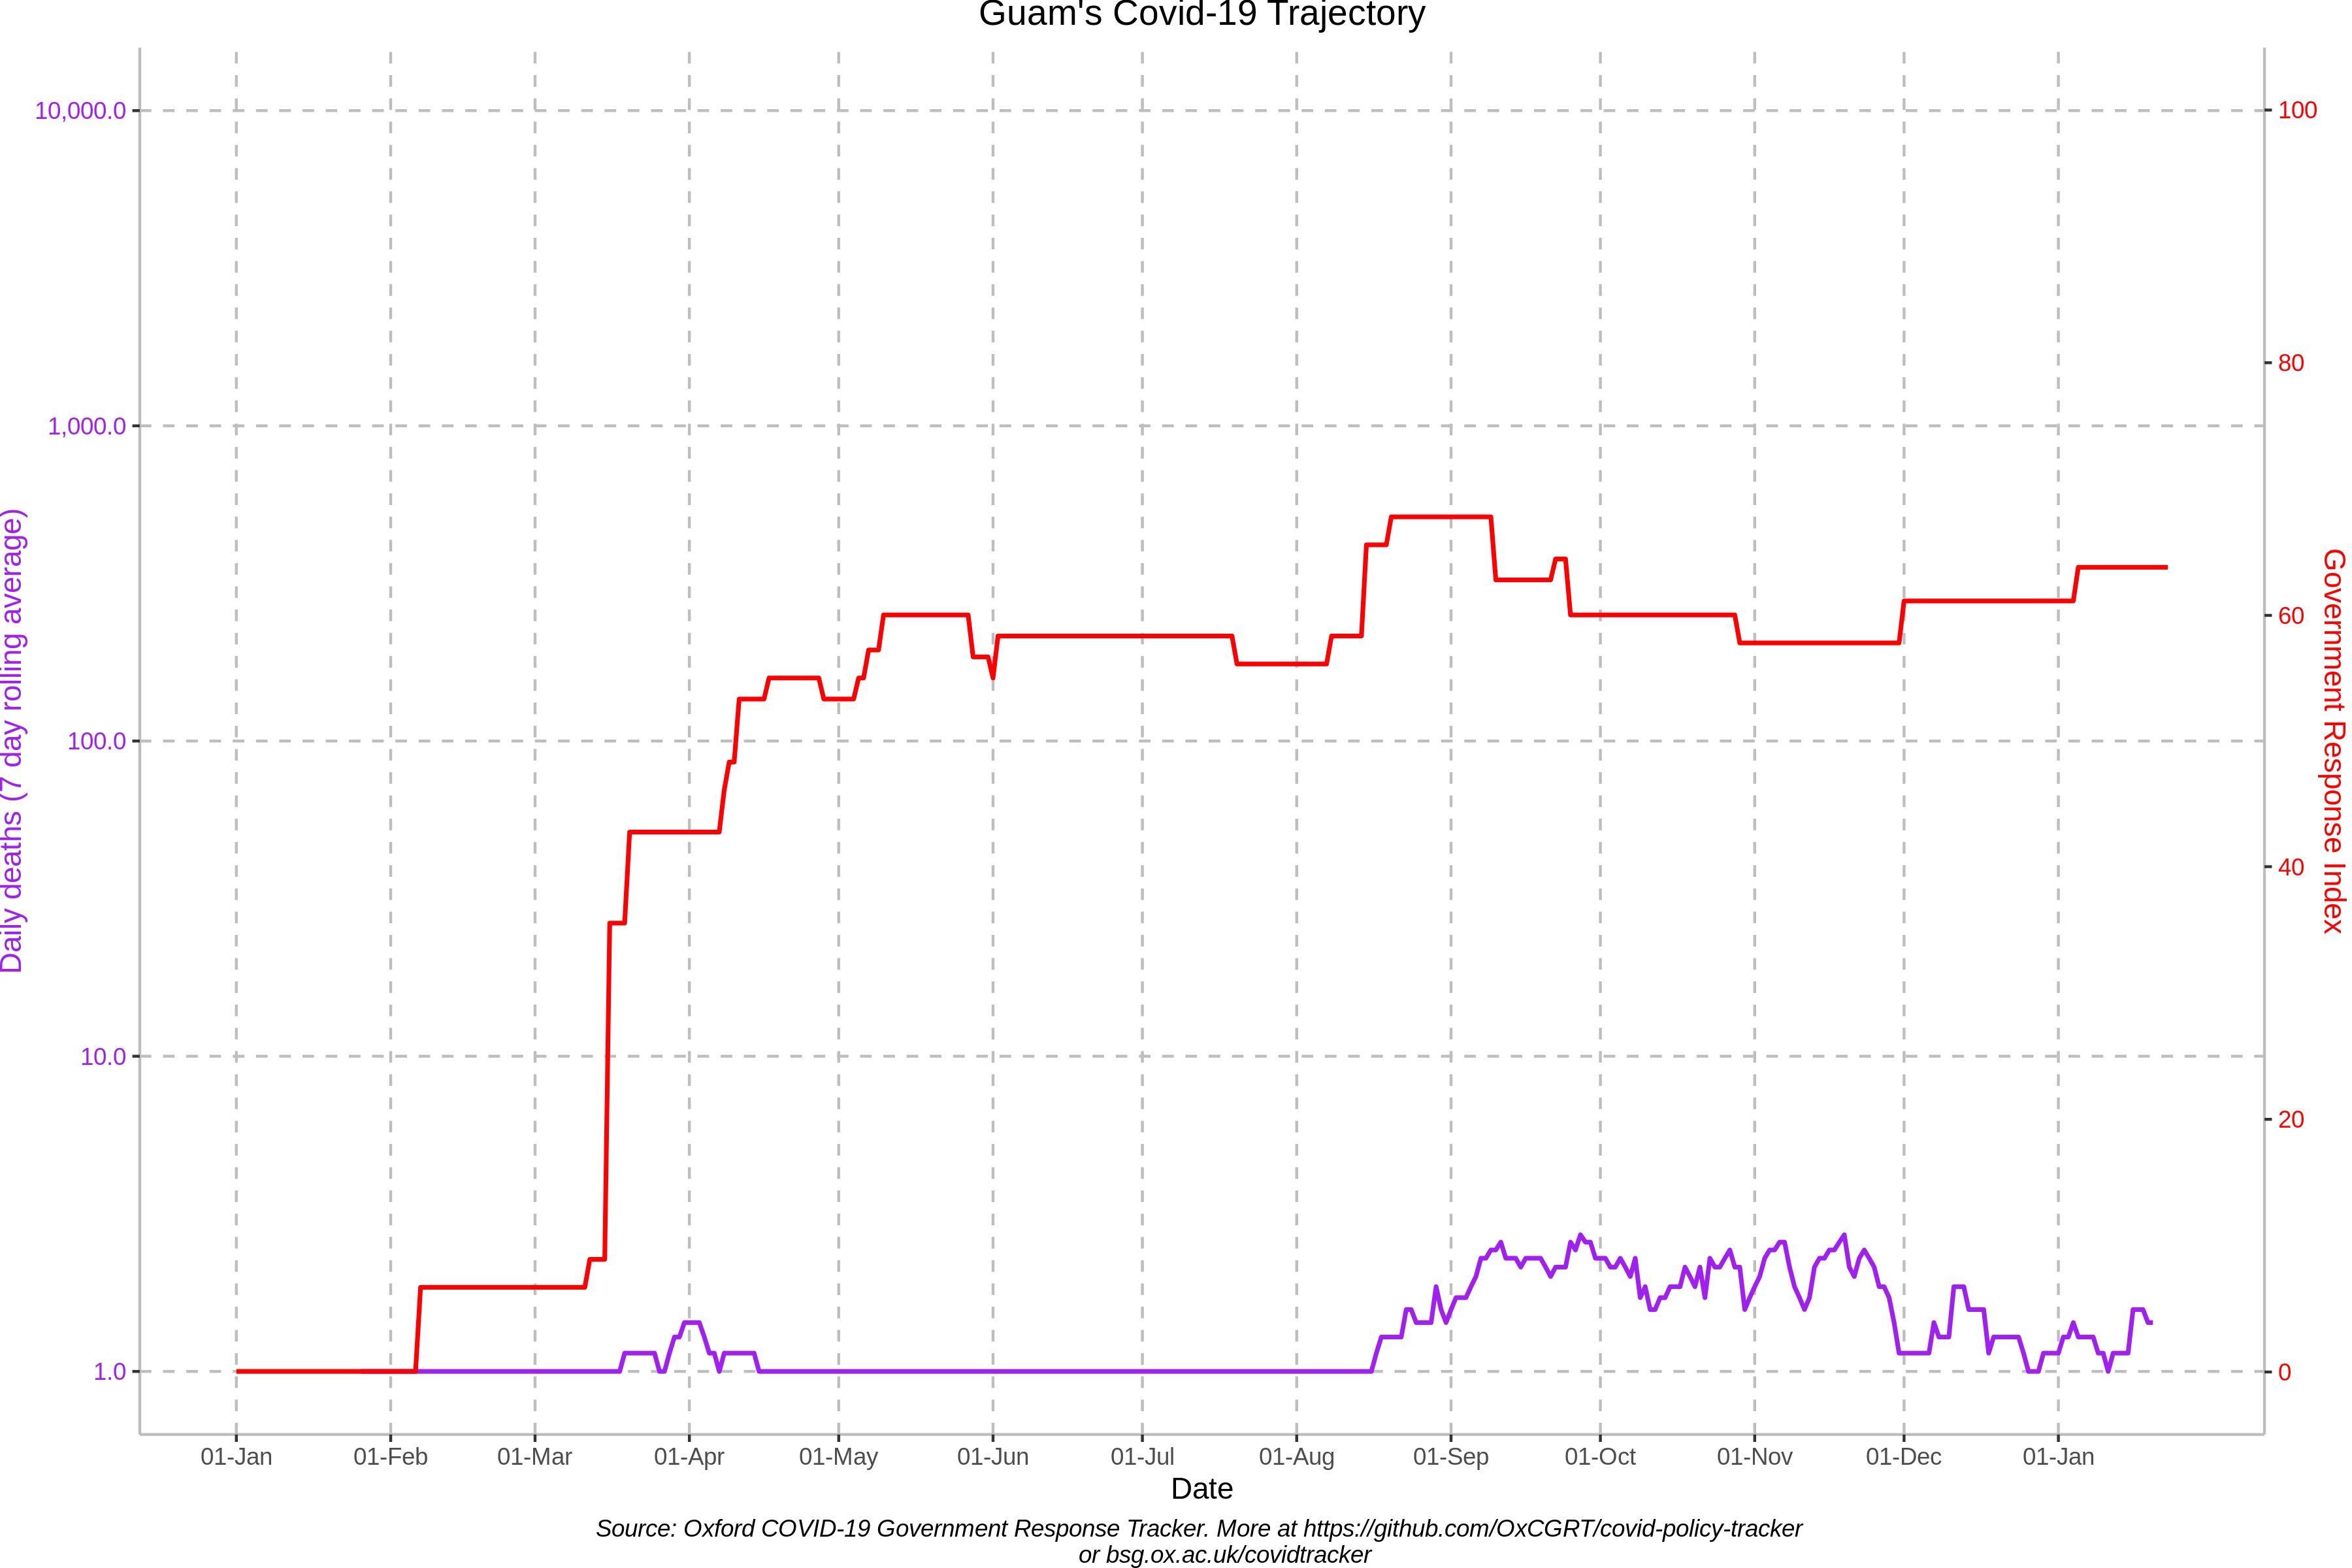 Guam's Covid-19 Trajectory
10,000.0
1,000.0
100.0
10.0
1.0
Daily deaths (7 day rolling average)
100
80
60
40
20
0
Government Response Index
01-Jan
01-Feb
01-Mar
01-Apr
01-May
01-Jun
01-Jul
01-Aug
01-Sep
01-Oct
01-Nov
01-Dec
01-Jan
Date
Source: Oxford COVID-19 Government Response Tracker. More at https://github.com/OxCGRT/covid-policy-tracker
or bsg.ox.ac.uk/covidtracker